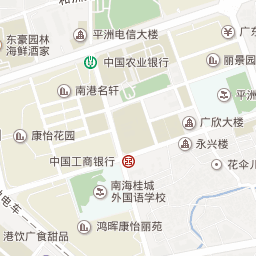 平洲电信大楼
东豪园林
海鲜酒家
中国农业银行
丽景园
南港名轩
平洲
广欣大楼
康怡花园
永兴楼
中国工商银行
花伞儿
南海桂城
外国语学校
电车
鸿晖康怡丽苑
港饮广食甜品